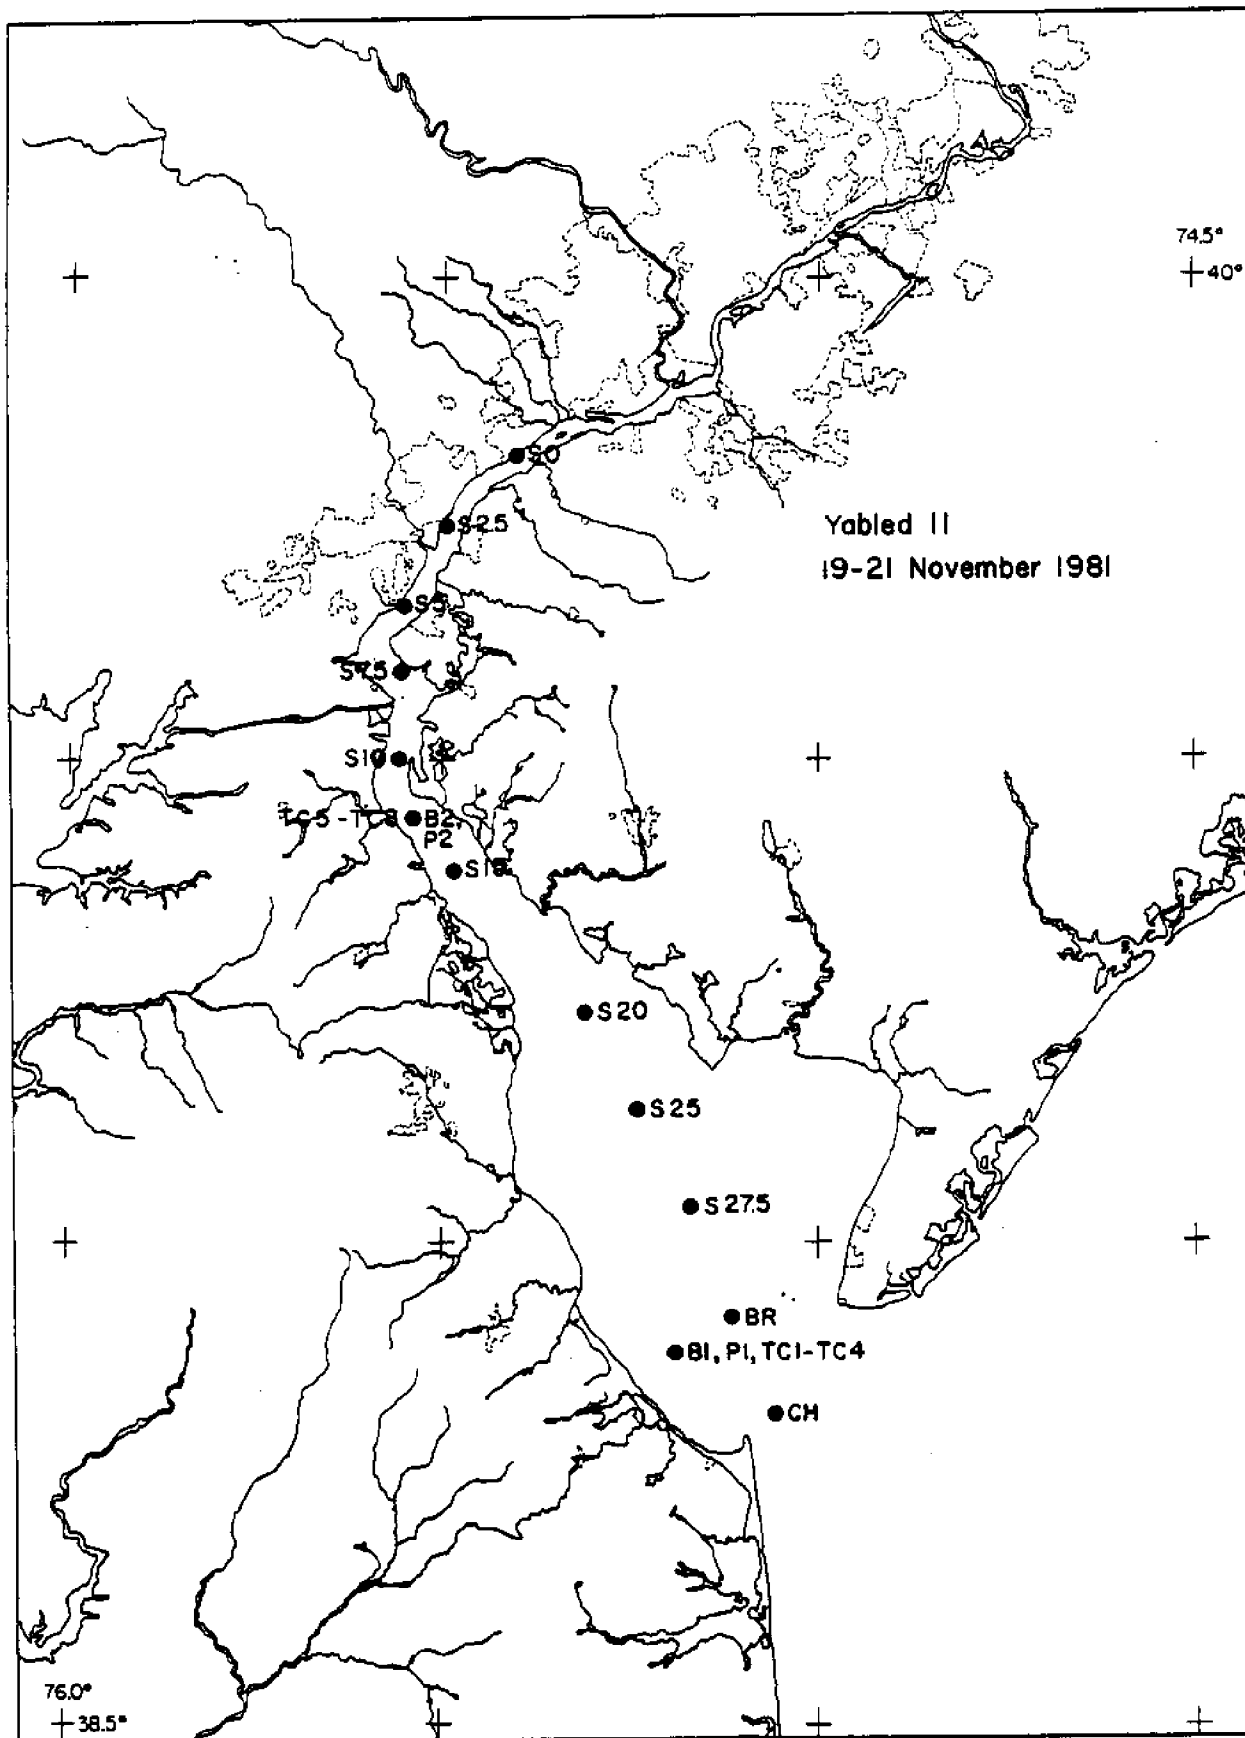 74.5°
40°
S0
S2.5
Yabled 11
19-21 November 1981
S5
S7.5
S10
TC5-TC8
B2,
P2
S15
S20
S25
S27.5
BR
B1, P1, TC1-TC4
CH
76.0°
38.5°